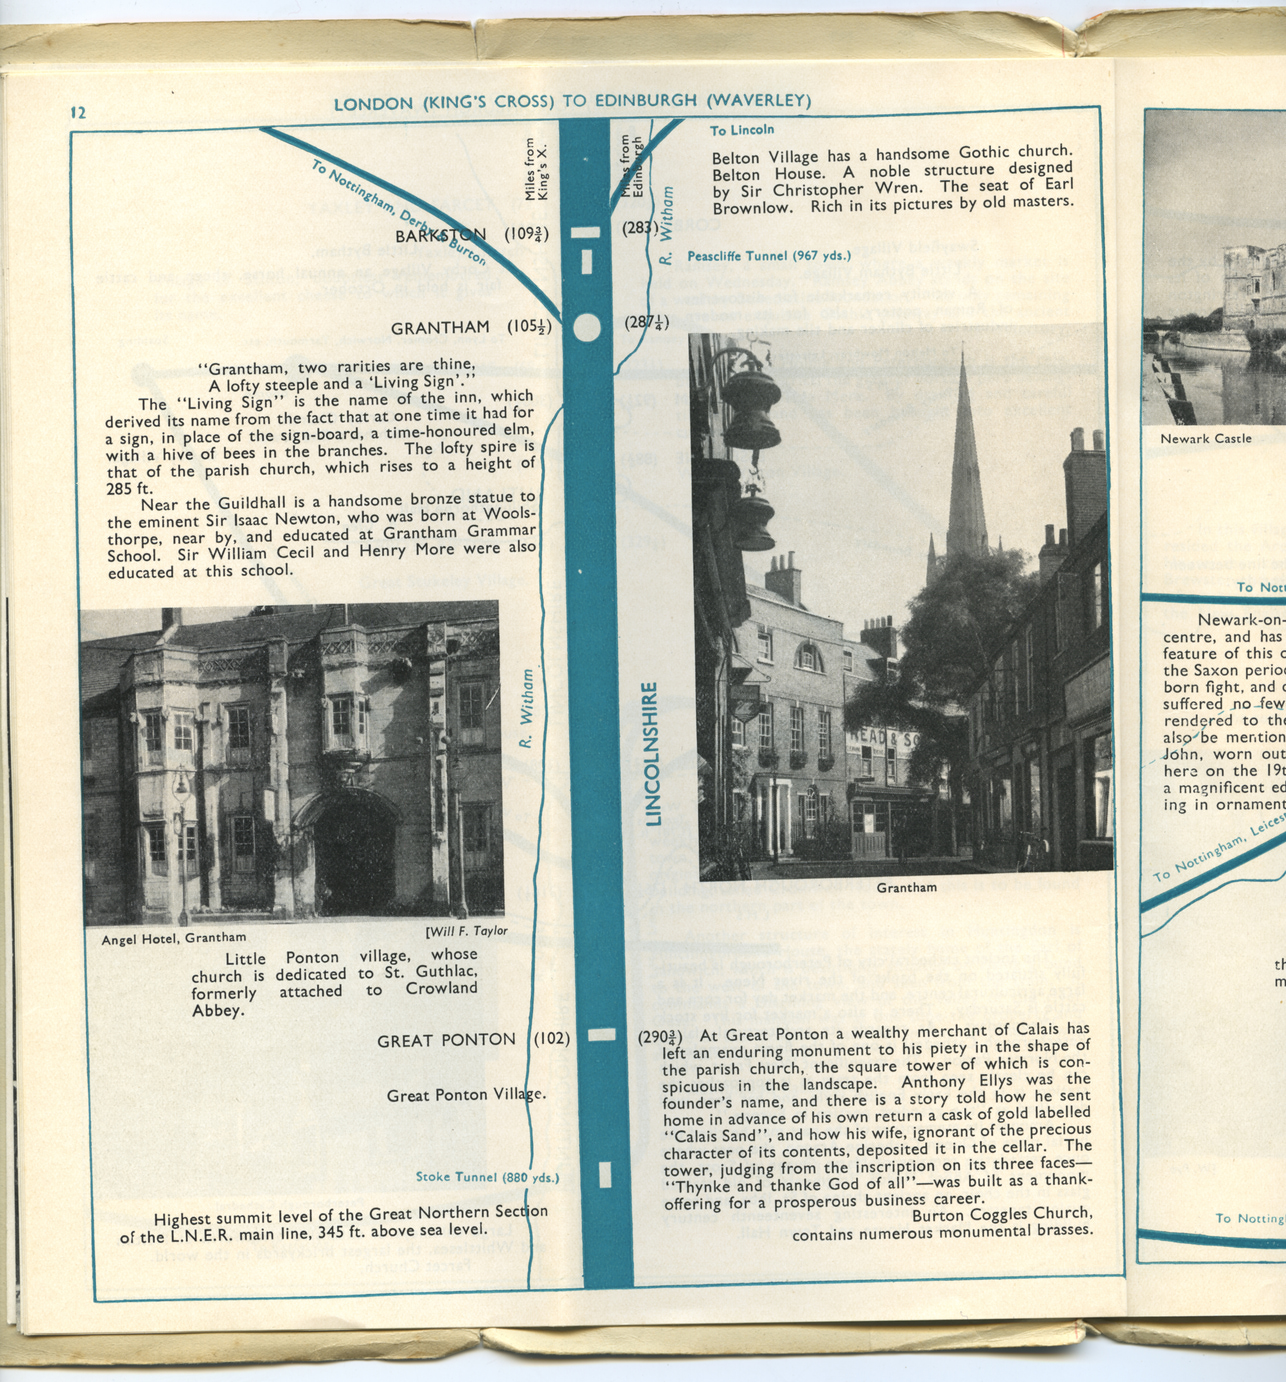 12
LONDON (KING'S CROSS) TO EDINBURGH (WAVERLEY)
Miles from
King's X.
Miles from
Edinburgh
To Lincoln
To Nottingham, Derby & Burton
R. Witham
Belton Village has a handsome Gothic church.
Belton House. A noble structure designed
by Sir Christopher Wren. The seat of Earl
Brownlow. Rich in its pictures by old masters.
BARKSTON (109¾)
(283)
Peascliffe Tunnel (967 yds.)
GRANTHAM (105½)
(287¼)
"Grantham, two rarities are thine,
A lofty steeple and a 'Living Sign'."
The "Living Sign" is the name of the inn, which
derived its name from the fact that at one time it had for
a sign, in place of the sign-board, a time-honoured elm,
with a hive of bees in the branches. The lofty spire is
that of the parish church, which rises to a height of
285 ft.
Near the Guildhall is a handsome bronze statue to
the eminent Sir Isaac Newton, who was born at Wools-
thorpe, near by, and educated at Grantham Grammar
School. Sir William Cecil and Henry More were also
educated at this school.
R. Witham
LINCOLNSHIRE
READ & SO
Grantham
Angel Hotel, Grantham
[Will F. Taylor
Little Ponton village, whose
church is dedicated to St. Guthlac,
formerly attached to Crowland
Abbey.
GREAT PONTON (102)
(290¾) At Great Ponton a wealthy merchant of Calais has
left an enduring monument to his piety in the shape of
the parish church, the square tower of which is con-
spicuous in the landscape. Anthony Ellys was the
founder's name, and there is a story told how he sent
home in advance of his own return a cask of gold labelled
"Calais Sand", and how his wife, ignorant of the precious
character of its contents, deposited it in the cellar. The
tower, judging from the inscription on its three faces—
"Thynke and thanke God of all"—was built as a thank-
offering for a prosperous business career.
Burton Coggles Church,
contains numerous monumental brasses.
Great Ponton Village.
Stoke Tunnel (880 yds.)
Highest summit level of the Great Northern Section
of the L.N.E.R. main line, 345 ft. above sea level.
Newark Castle
To Nott
Newark-on-
centre, and has
feature of this c
the Saxon period
born fight, and c
suffered no few
rendered to the
also be mention
John, worn out
here on the 19t
a magnificent ed
ing in ornament
To Nottingham, Leices
th
m
To Nottingh